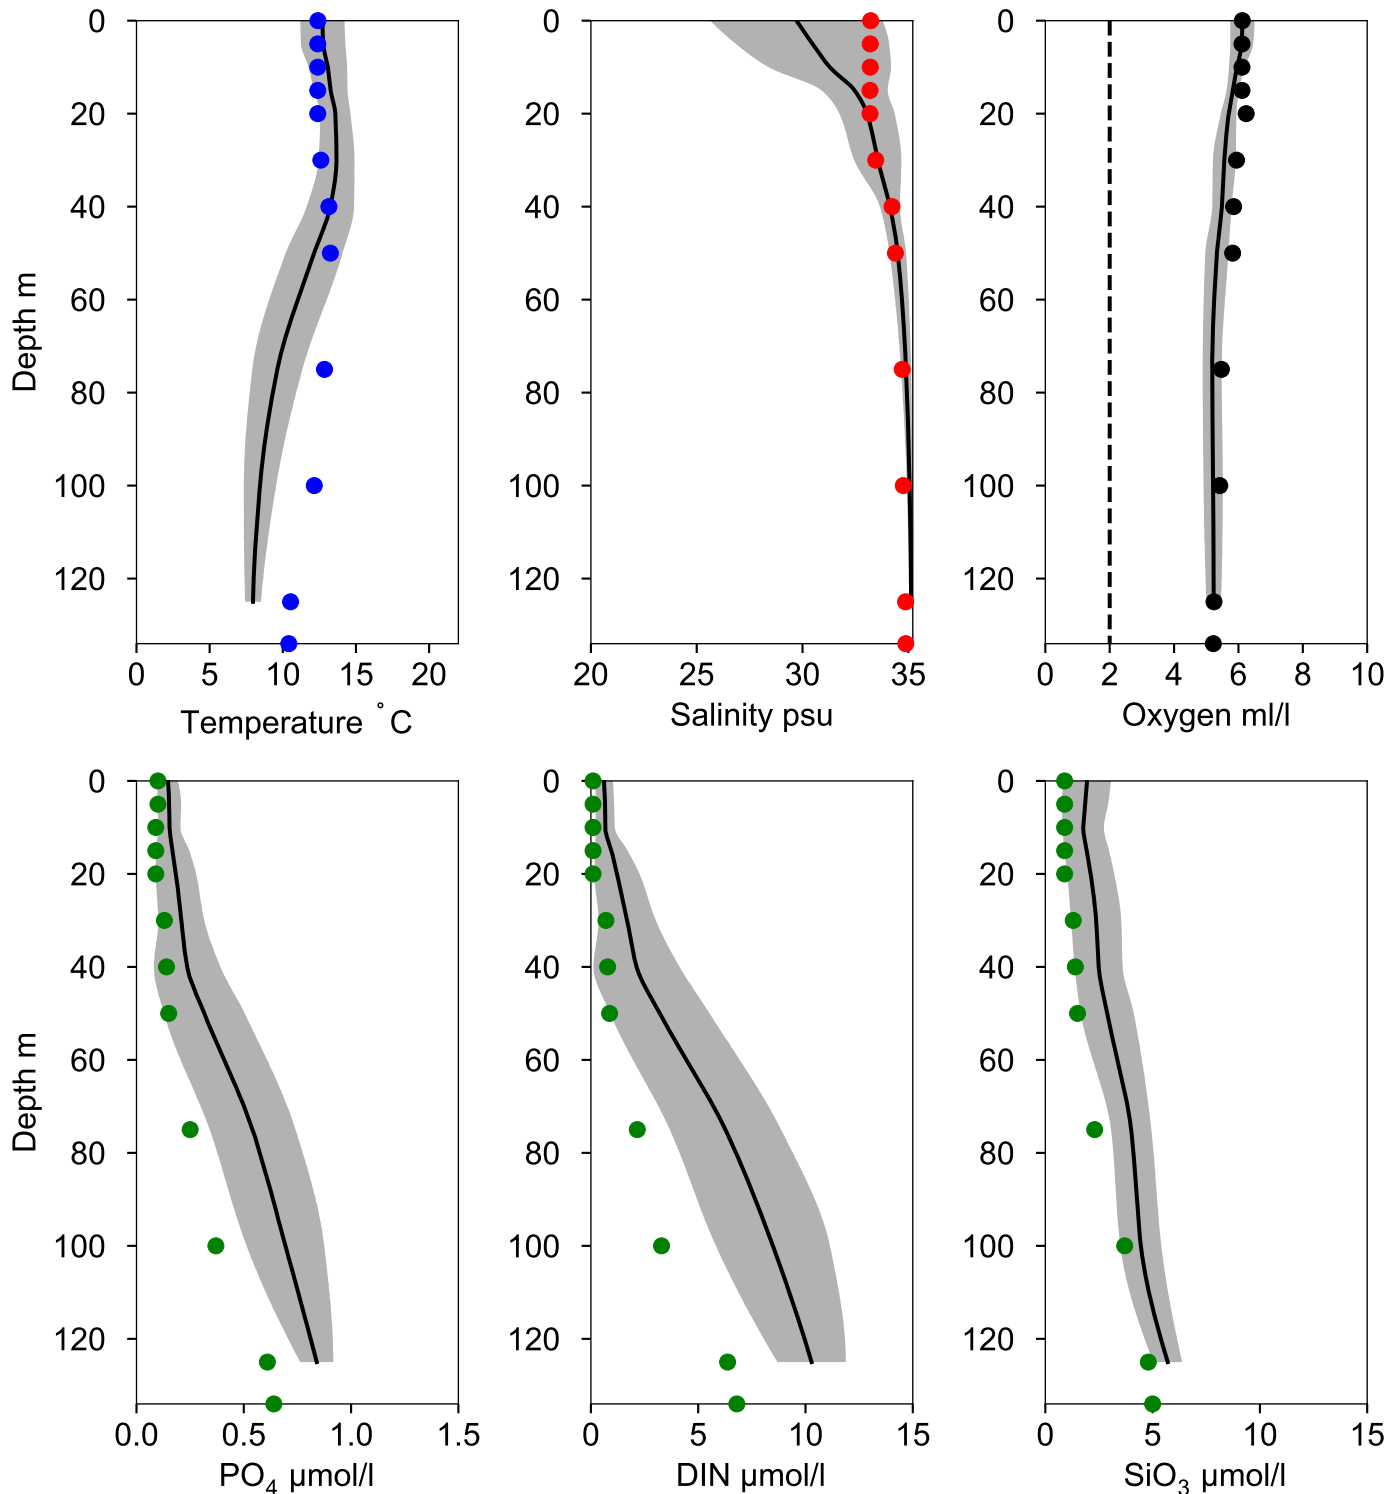 0 0 0
20 20 20
40 40 40
60 60 60
80 80 80
100 100 100
120 120 120
Depth m
0 5 10 15 20 20 25 30 35 0 2 4 6 8 10
Temperature °C Salinity psu Oxygen ml/l
0 0 0
20 20 20
40 40 40
60 60 60
80 80 80
100 100 100
120 120 120
Depth m
0.0 0.5 1.0 1.5 0 5 10 15 0 5 10 15
PO₄ µmol/l DIN µmol/l SiO₃ µmol/l